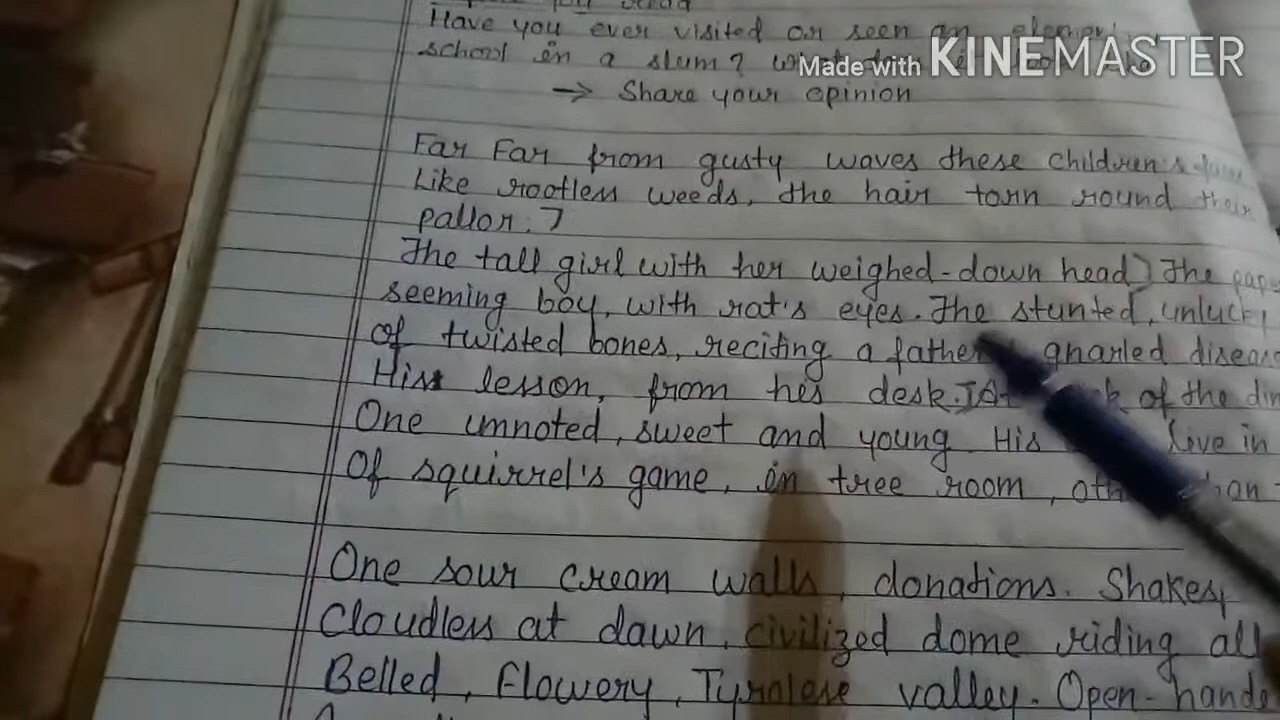 Have you ever visited or seen an
school in a slum?
Made with KINEMASTER
→ Share your opinion
Far Far from gusty waves these children's
Like rootless weeds, the hair torn round their
pallor.
The tall girl with her weighed-down head) The
seeming boy, with rat's eyes. The stunted, unlucky
of twisted bones, reciting a father gnarled
His lesson, from his desk. of the
One unnoted, sweet and young. His live in
Of squirrel's game, in tree room,
One sour cream walls, donations.
Cloudless at dawn, civilized dome riding all
Belled, Flowery, Tyrolese valley. Open-